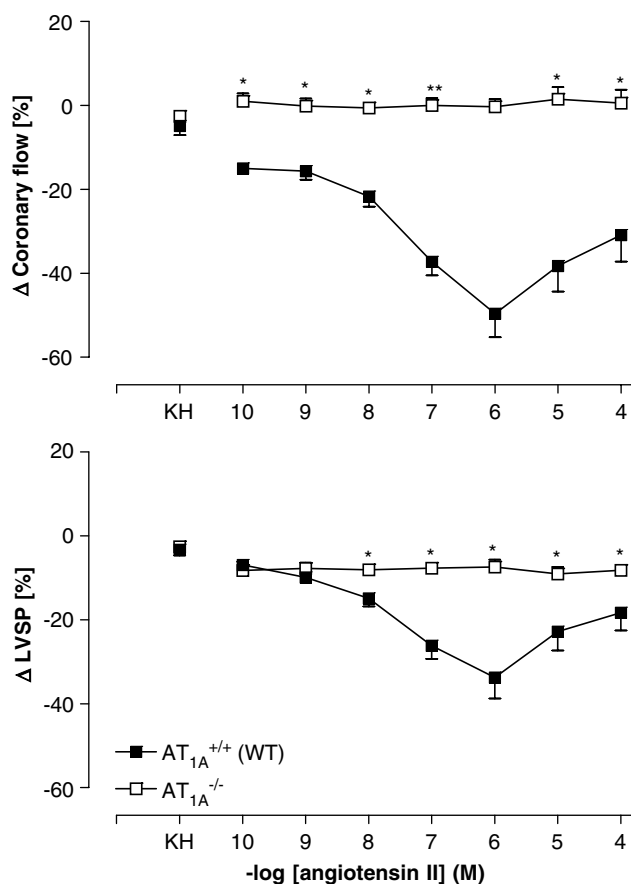 20
0
-20
-40
-60
Δ Coronary flow [%]
* * * ** * *
KH 10 9 8 7 6 5 4
20
0
-20
-40
-60
Δ LVSP [%]
* * * * *
AT1A+/+ (WT)
AT1A-/-
KH 10 9 8 7 6 5 4
-log [angiotensin II] (M)